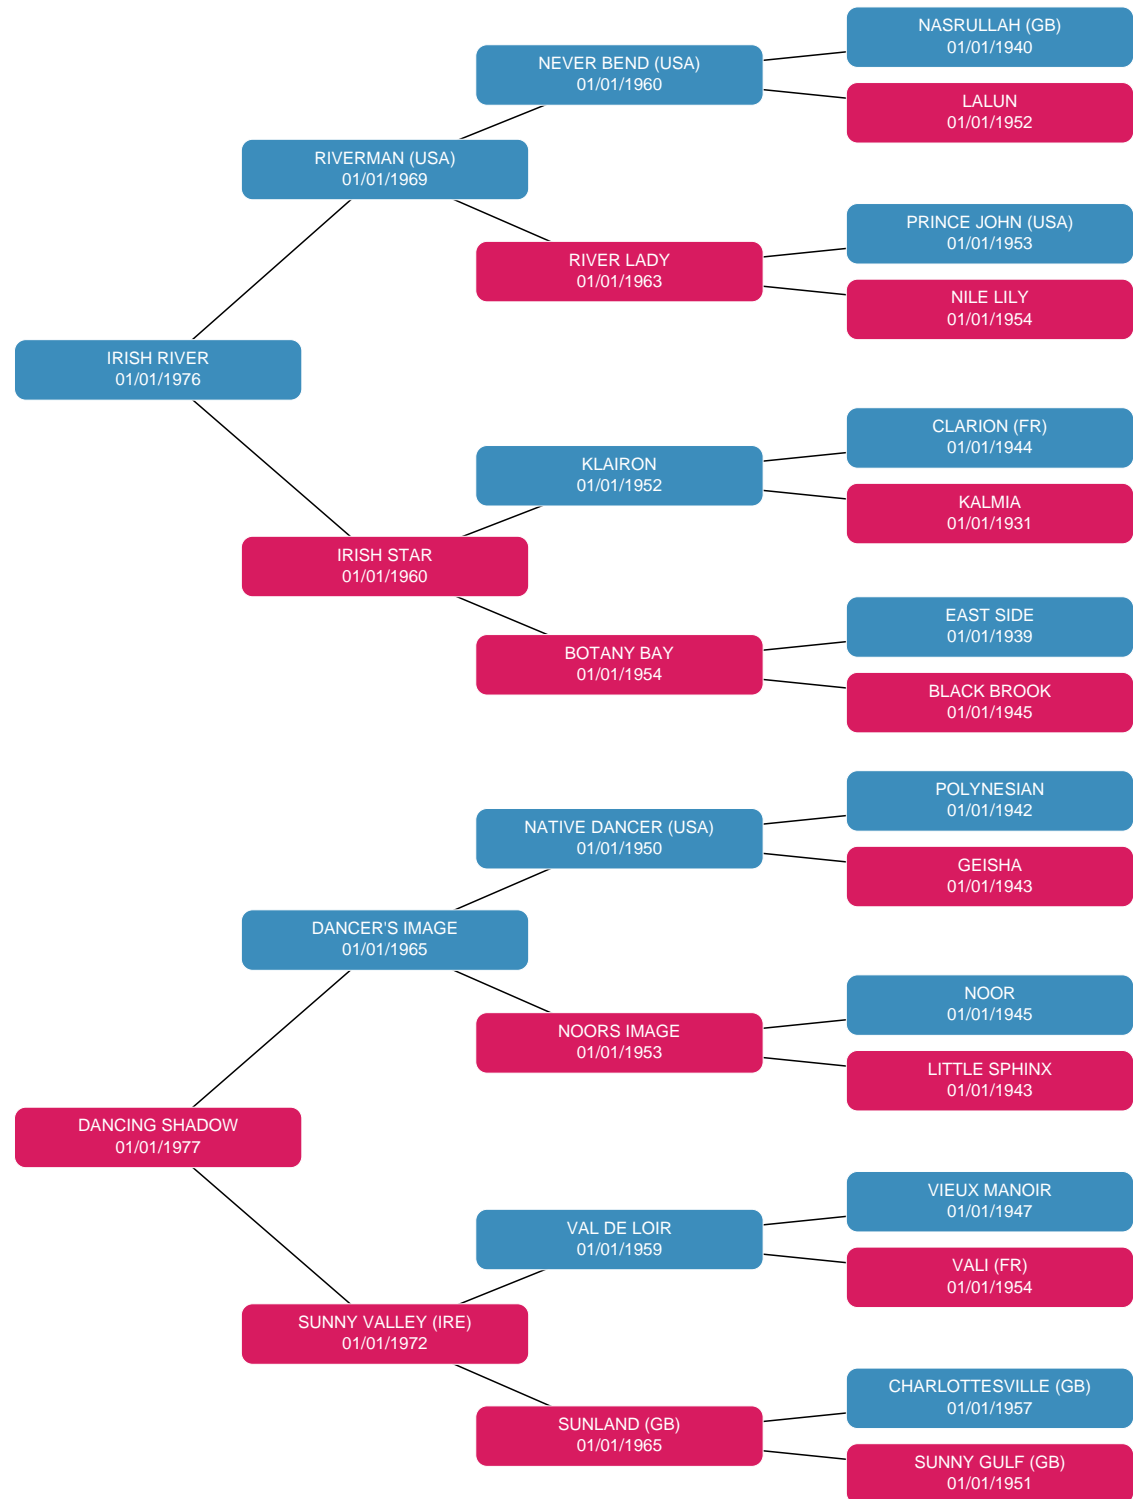 NASRULLAH (GB)
01/01/1940
NEVER BEND (USA)
01/01/1960
LALUN
01/01/1952
RIVERMAN (USA)
01/01/1969
PRINCE JOHN (USA)
01/01/1953
RIVER LADY
01/01/1963
NILE LILY
01/01/1954
IRISH RIVER
01/01/1976
CLARION (FR)
01/01/1944
KLAIRON
01/01/1952
KALMIA
01/01/1931
IRISH STAR
01/01/1960
EAST SIDE
01/01/1939
BOTANY BAY
01/01/1954
BLACK BROOK
01/01/1945
POLYNESIAN
01/01/1942
NATIVE DANCER (USA)
01/01/1950
GEISHA
01/01/1943
DANCER'S IMAGE
01/01/1965
NOOR
01/01/1945
NOORS IMAGE
01/01/1953
LITTLE SPHINX
01/01/1943
DANCING SHADOW
01/01/1977
VIEUX MANOIR
01/01/1947
VAL DE LOIR
01/01/1959
VALI (FR)
01/01/1954
SUNNY VALLEY (IRE)
01/01/1972
CHARLOTTESVILLE (GB)
01/01/1957
SUNLAND (GB)
01/01/1965
SUNNY GULF (GB)
01/01/1951